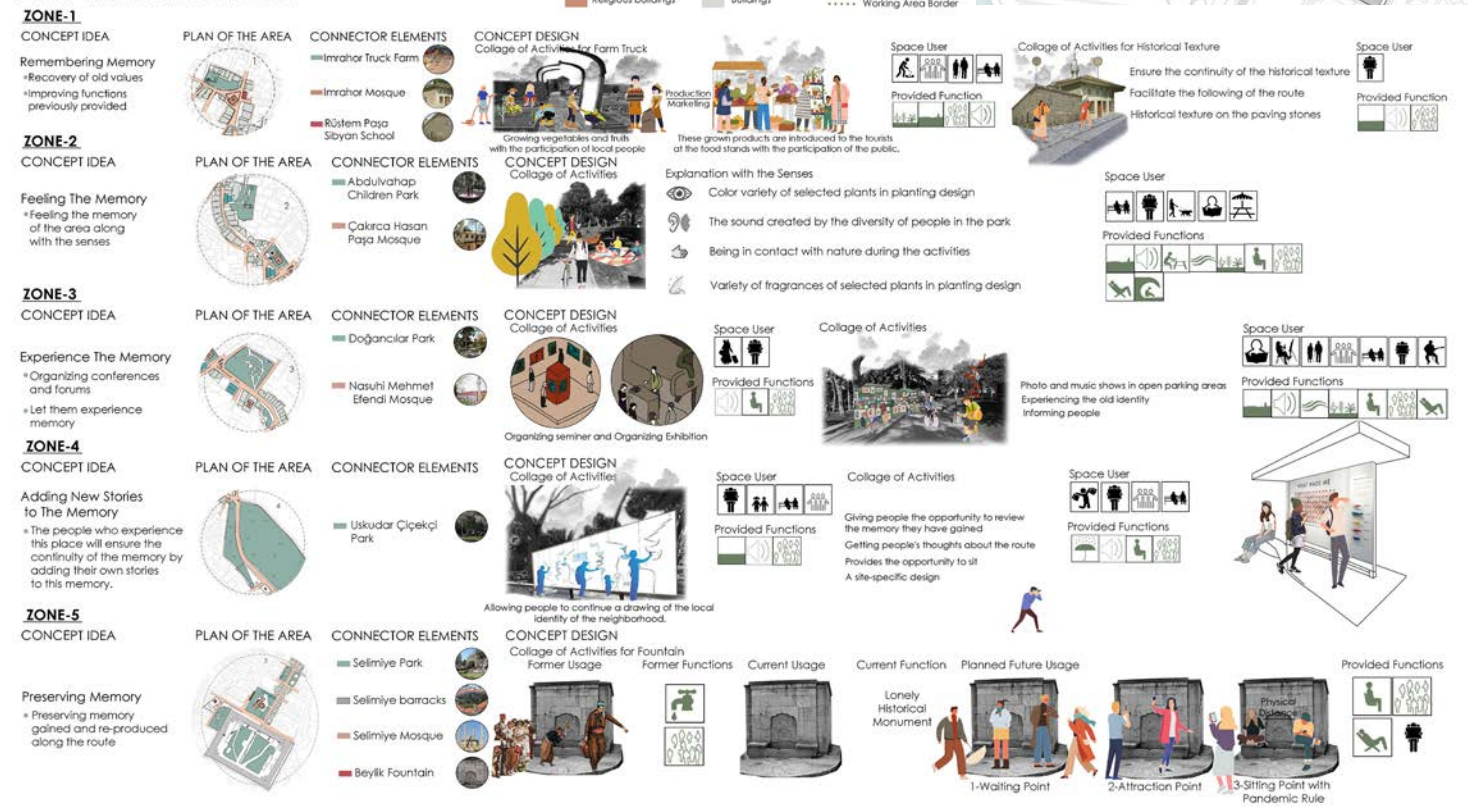 Religious Buildings
Buildings
Working Area Border
ZONE-1
CONCEPT IDEA
Remembering Memory
Recovery of old values
Improving functions
previously provided
PLAN OF THE AREA
1
CONNECTOR ELEMENTS
Imrahor Truck Farm
Imrahor Mosque
Rüstem Paşa
Sibyan School
CONCEPT DESIGN
Collage of Activities for Farm Truck
Growing vegetables and fruits
with the participation of local people
Production
Marketing
These grown products are introduced to the tourists
at the food stands with the participation of the public.
Space User
Provided Function
Collage of Activities for Historical Texture
Ensure the continuity of the historical texture
Facilitate the following of the route
Historical texture on the paving stones
Space User
Provided Function
ZONE-2
CONCEPT IDEA
Feeling The Memory
Feeling the memory
of the area along
with the senses
PLAN OF THE AREA
2
CONNECTOR ELEMENTS
Abdulvahap
Children Park
Çakırca Hasan
Paşa Mosque
CONCEPT DESIGN
Collage of Activities
Explanation with the Senses
Color variety of selected plants in planting design
The sound created by the diversity of people in the park
Being in contact with nature during the activities
Variety of fragrances of selected plants in planting design
Space User
Provided Functions
ZONE-3
CONCEPT IDEA
Experience The Memory
Organizing conferences
and forums
Let them experience
memory
PLAN OF THE AREA
3
CONNECTOR ELEMENTS
Doğancılar Park
Nasuhi Mehmet
Efendi Mosque
CONCEPT DESIGN
Collage of Activities
Organizing seminer and Organizing Exhibition
Space User
Provided Functions
Collage of Activities
Photo and music shows in open parking areas
Experiencing the old identity
Informing people
Space User
Provided Functions
ZONE-4
CONCEPT IDEA
Adding New Stories
to The Memory
The people who experience
this place will ensure the
continuity of the memory by
adding their own stories
to this memory.
PLAN OF THE AREA
4
CONNECTOR ELEMENTS
Uskudar Çiçekçi
Park
CONCEPT DESIGN
Collage of Activities
Allowing people to continue a drawing of the local
identity of the neighborhood.
Space User
Provided Functions
Collage of Activities
Giving people the opportunity to review
the memory they have gained
Getting people's thoughts about the route
Provides the opportunity to sit
A site-specific design
Space User
Provided Functions
WHAT MADE ME
ZONE-5
CONCEPT IDEA
Preserving Memory
Preserving memory
gained and re-produced
along the route
PLAN OF THE AREA
5
CONNECTOR ELEMENTS
Selimiye Park
Selimiye barracks
Selimiye Mosque
Beylik Fountain
CONCEPT DESIGN
Collage of Activities for Fountain
Former Usage
Former Functions
Current Usage
Current Function
Lonely
Historical
Monument
Planned Future Usage
1-Waiting Point
2-Attraction Point
Physical
Distance
3-Sitting Point with
Pandemic Rule
Provided Functions